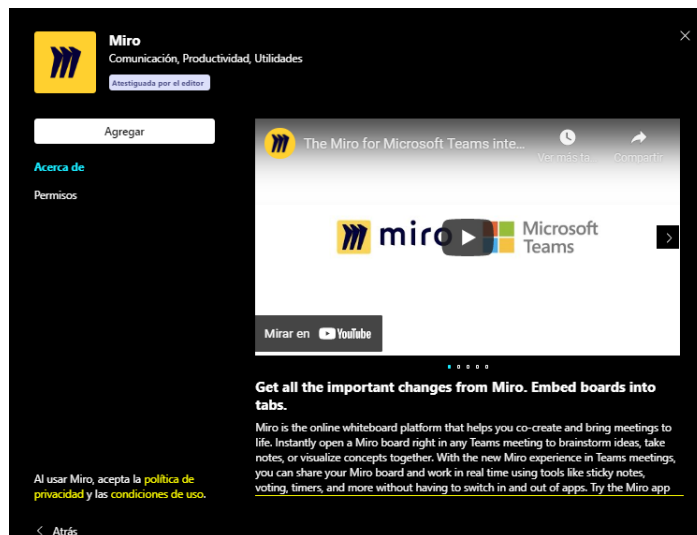 Miro
Comunicación, Productividad, Utilidades
Atestiguada por el editor
Agregar
Acerca de
Permisos
The Miro for Microsoft Teams inte...
Ver más ta...
Compartir
miro
Microsoft
Teams
Mirar en YouTube
Get all the important changes from Miro. Embed boards into
tabs.
Miro is the online whiteboard platform that helps you co-create and bring meetings to
life. Instantly open a Miro board right in any Teams meeting to brainstorm ideas, take
notes, or visualize concepts together. With the new Miro experience in Teams meetings,
you can share your Miro board and work in real time using tools like sticky notes,
voting, timers, and more without having to switch in and out of apps. Try the Miro app
Al usar Miro, acepta la política de
privacidad y las condiciones de uso.
Atrás